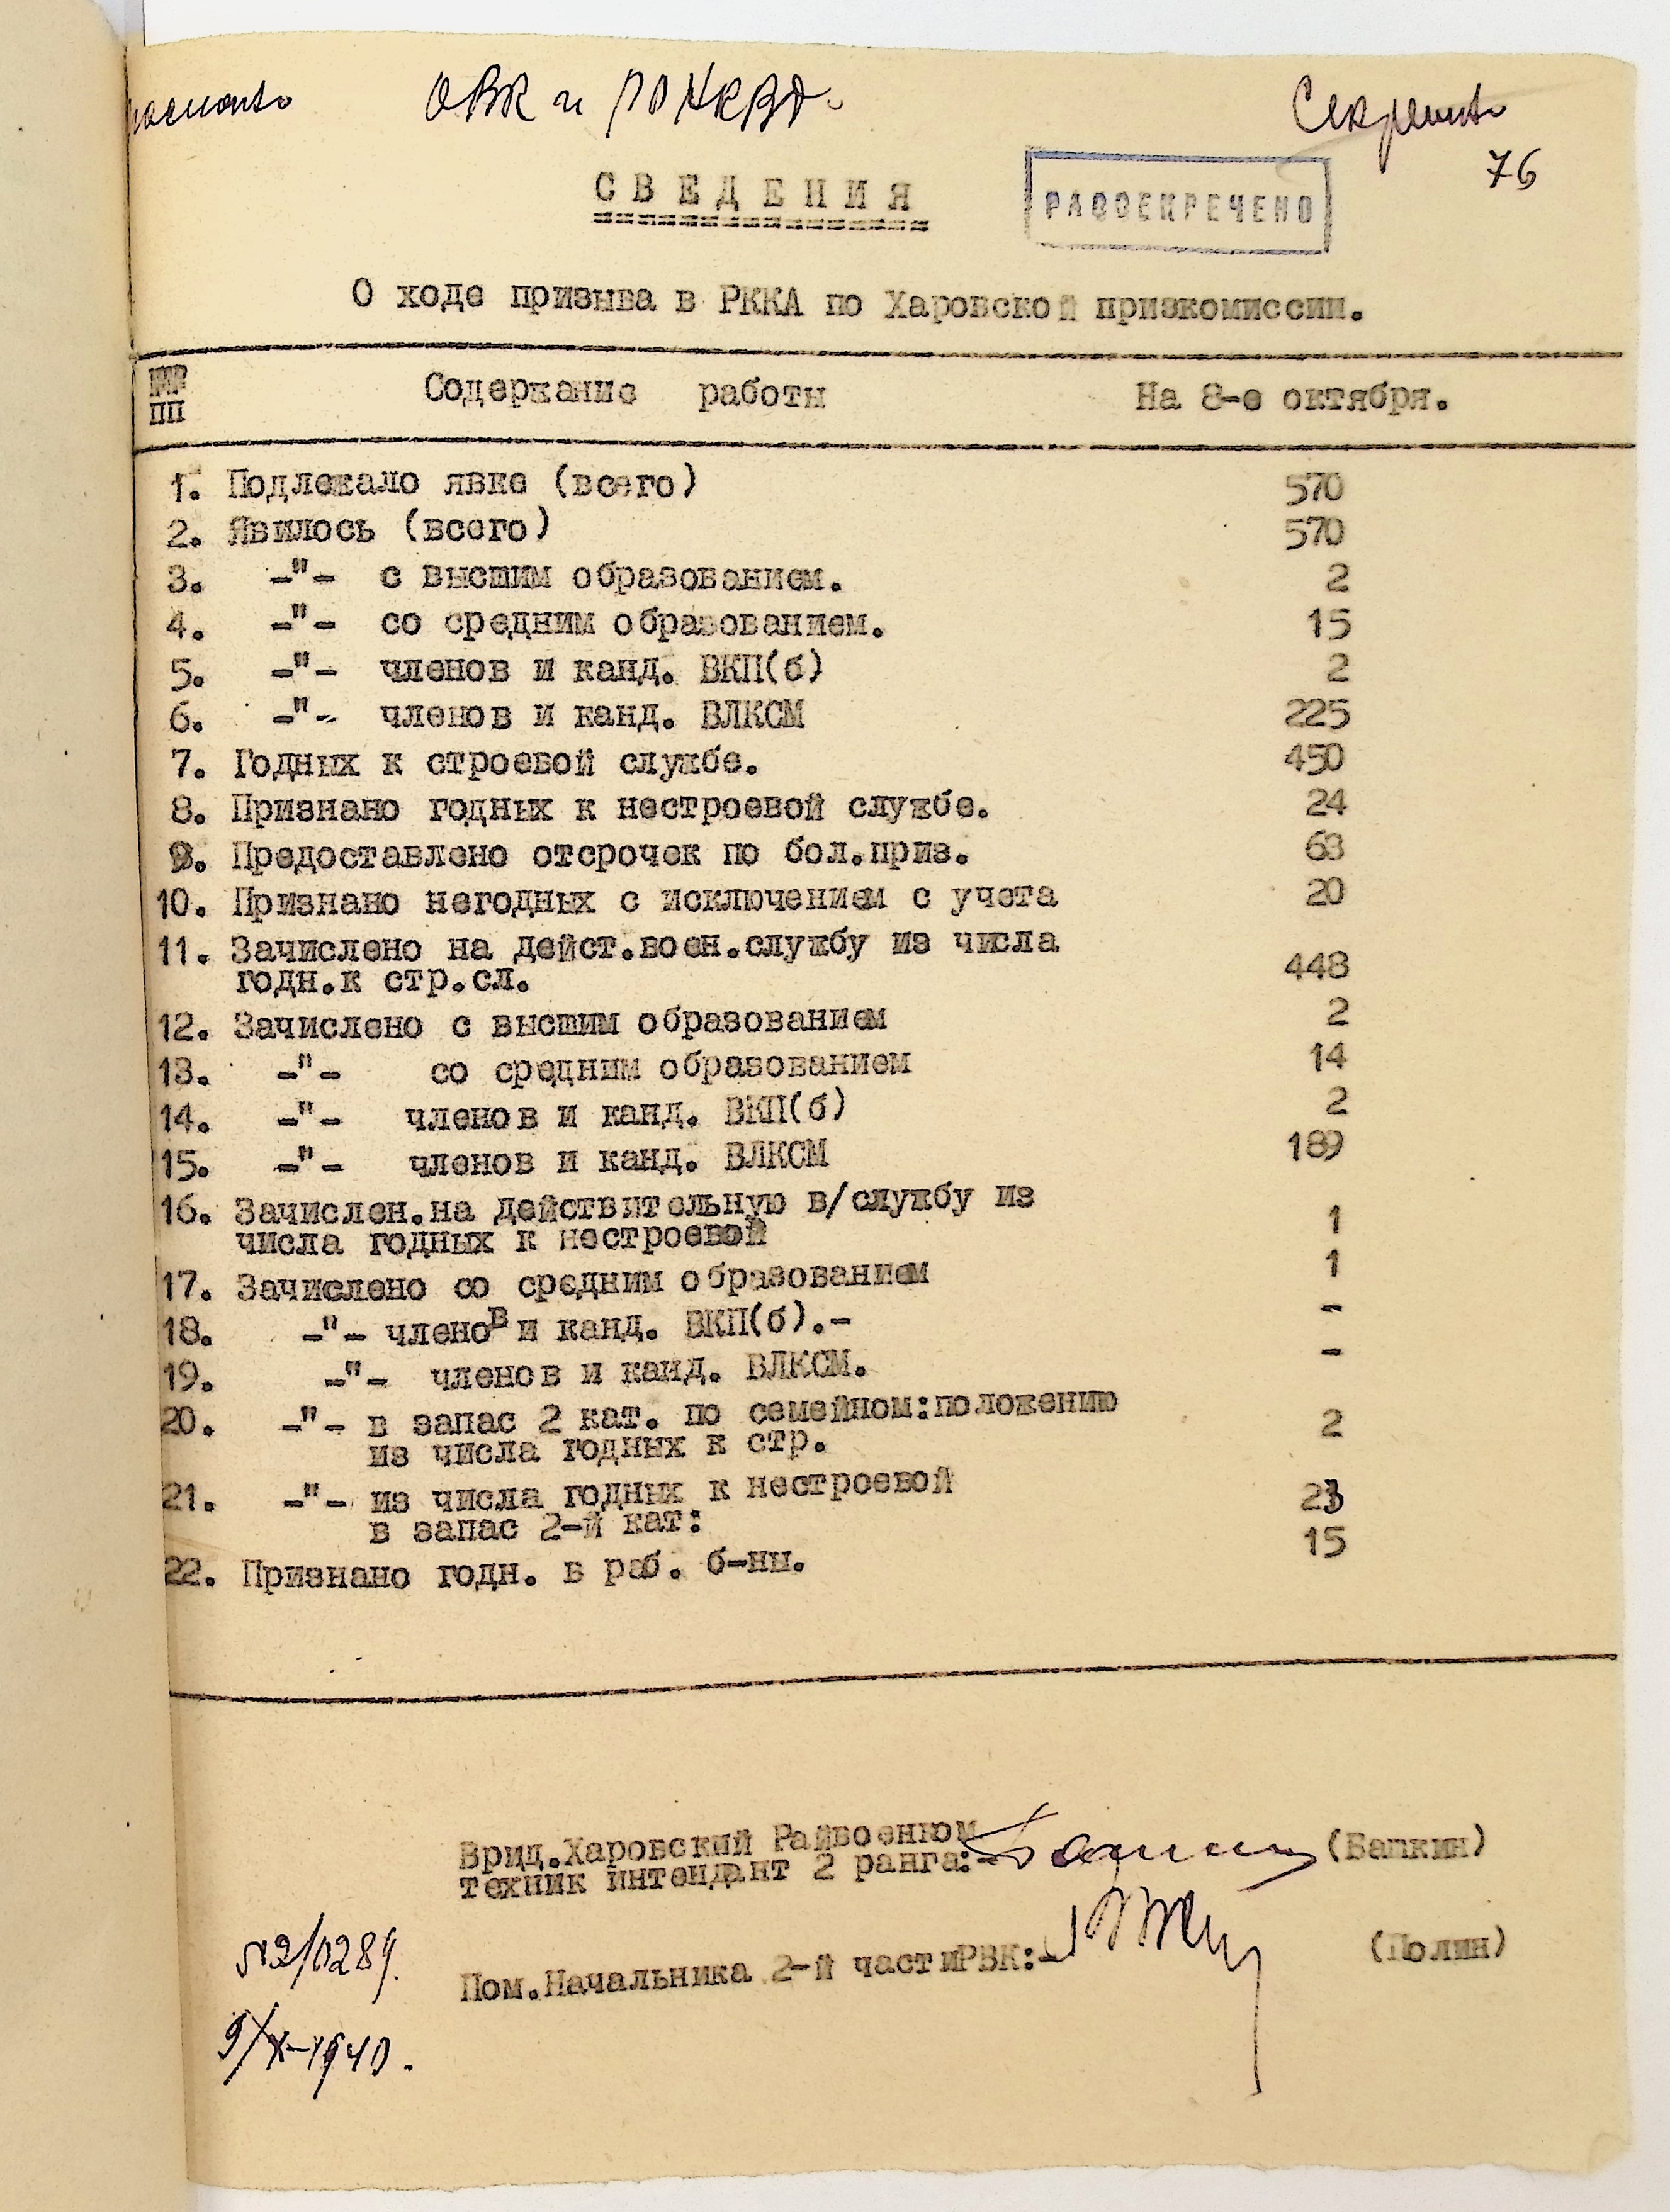 ОВК и РО НКВД.
Секретно
76
СВЕДЕНИЯ
РАССЕКРЕЧЕНО
О ходе призыва в РККА по Харовской призкомиссии.
№№ пп Содержание работы На 8-е октября.
1. Подлежало явке (всего) 570
2. Явилось (всего) 570
3. -"- с высшим образованием. 2
4. -"- со средним образованием. 15
5. -"- членов и канд. ВКП(б) 2
6. -"- членов и канд. ВЛКСМ 225
7. Годных к строевой службе. 450
8. Признано годных к нестроевой службе. 24
9. Предоставлено отсрочек по бол.приз. 63
10. Признано негодных с исключением с учета 20
11. Зачислено на дейст.воен.службу из числа
годн.к стр.сл. 448
12. Зачислено с высшим образованием 2
13. -"- со средним образованием 14
14. -"- членов и канд. ВКП(б) 2
15. -"- членов и канд. ВЛКСМ 189
16. Зачислен.на действительную в/службу из
числа годных к нестроевой 1
17. Зачислено со средним образованием 1
18. -"- членов и канд. ВКП(б).- -
19. -"- членов и канд. ВЛКСМ. -
20. -"- в запас 2 кат. по семейном:положению
из числа годных к стр. 2
21. -"- из числа годных к нестроевой
в запас 2-й кат: 23
22. Признано годн. в раб. б-ны. 15
Врид.Харовский Райвоенком
техник интендант 2 ранга:- (Балкин)
Пом.Начальника 2-й части РВК:- (Полин)
№2/0289.
9/X-1940.